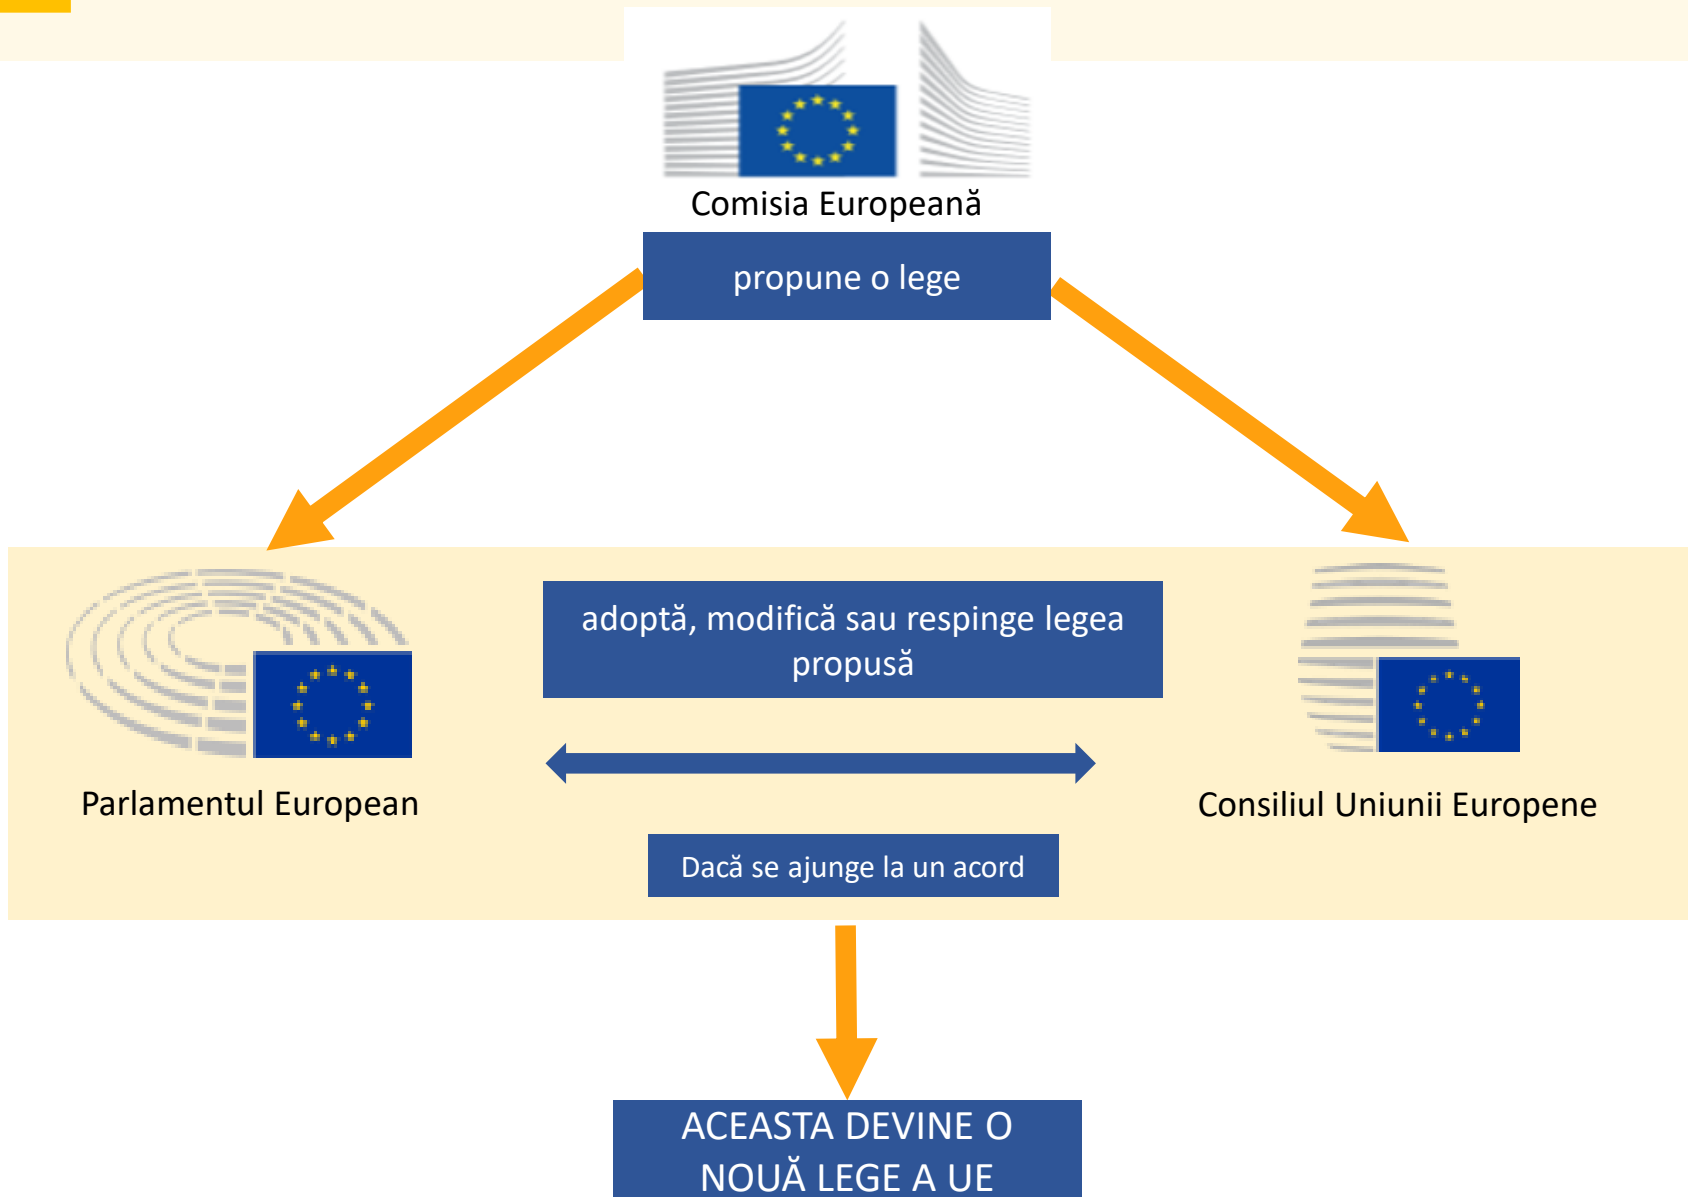 Comisia Europeană
propune o lege
adoptă, modifică sau respinge legea
propusă
Parlamentul European
Consiliul Uniunii Europene
Dacă se ajunge la un acord
ACEASTA DEVINE O
NOUĂ LEGE A UE